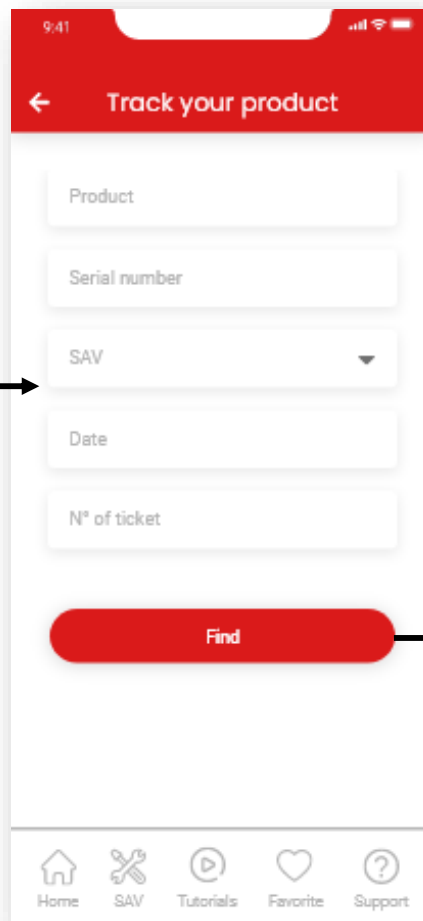 9:41
Track your product
Product
Serial number
SAV
Date
N° of ticket
Find
Home SAV Tutorials Favorite Support